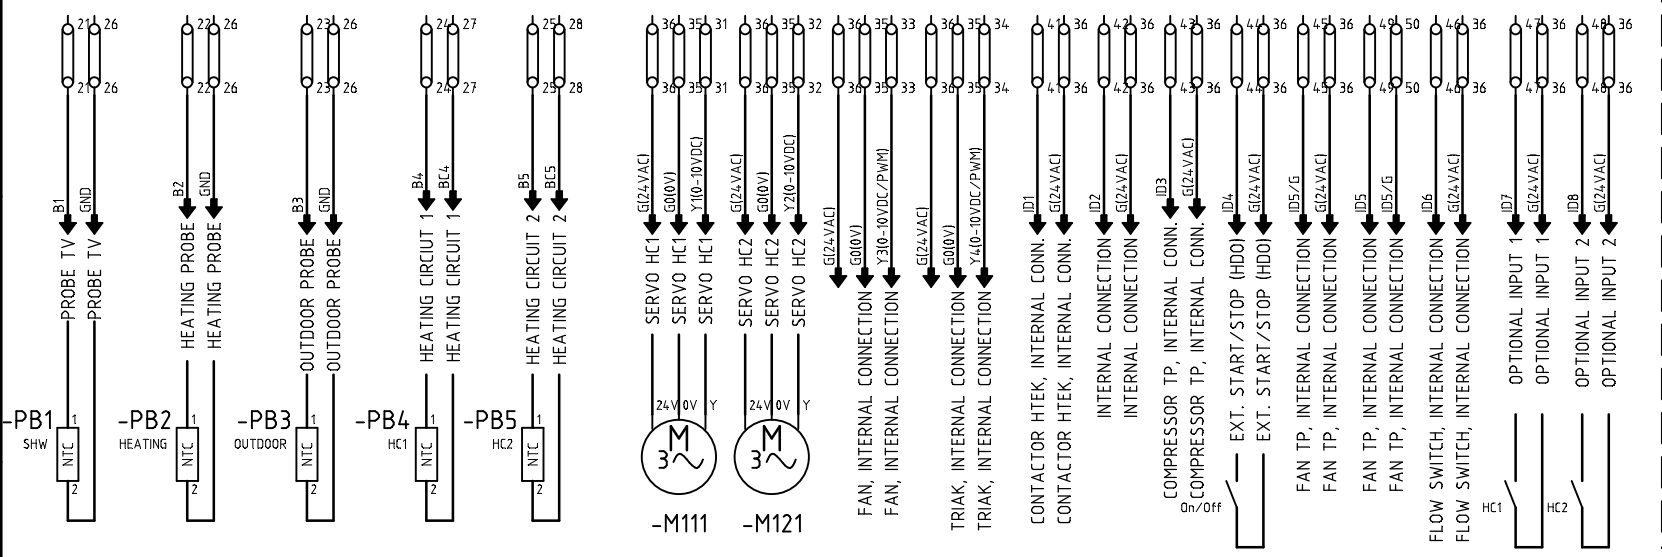 21 26 22 26 23 26 24 27 25 28 36 35 31 36 35 32 36 35 33 36 35 34 41 36 42 36 43 36 44 36 45 36 49 50 46 36 47 36 48 36
21 26 22 26 23 26 24 27 25 28 36 35 31 36 35 32 36 35 33 36 35 34 41 36 42 36 43 36 44 36 45 36 49 50 46 36 47 36 48 36
B1 PROBE TV
GND PROBE TV
B2 HEATING PROBE
GND HEATING PROBE
B3 OUTDOOR PROBE
GND OUTDOOR PROBE
B4 HEATING CIRCIUT 1
BC4 HEATING CIRCUIT 1
B5 HEATING CIRCUIT 2
BC5 HEATING CIRCUIT 2
G(24VAC) SERVO HC1
G0(0V) SERVO HC1
Y1(0-10VDC) SERVO HC1
G(24VAC) SERVO HC2
G0(0V) SERVO HC2
Y2(0-10VDC) SERVO HC2
G(24VAC)
G0(0V) FAN, INTERNAL CONNECTION
Y3(0-10VDC/PWM) FAN, INTERNAL CONNECTION
G(24VAC)
G0(0V) TRIAK, INTERNAL CONNECTION
Y4(0-10VDC/PWM) TRIAK, INTERNAL CONNECTION
ID1 CONTACTOR HTEK, INTERNAL CONN.
G(24VAC) CONTACTOR HTEK, INTERNAL CONN.
ID2 INTERNAL CONNECTION
G(24VAC) INTERNAL CONNECTION
ID3 COMPRESSOR TP, INTERNAL CONN.
G(24VAC) COMPRESSOR TP, INTERNAL CONN.
ID4 EXT. START/STOP (HDO)
G(24VAC) EXT. START/STOP (HDO)
ID5/G FAN TP, INTERNAL CONNECTION
G(24VAC) FAN TP, INTERNAL CONNECTION
ID5 FAN TP, INTERNAL CONNECTION
ID5/G FAN TP, INTERNAL CONNECTION
ID6 FLOW SWITCH, INTERNAL CONNECTION
G(24VAC) FLOW SWITCH, INTERNAL CONNECTION
ID7 OPTIONAL INPUT 1
G(24VAC) OPTIONAL INPUT 1
ID8 OPTIONAL INPUT 2
G(24VAC) OPTIONAL INPUT 2
-PB1 1
SHW NTC
2
-PB2 1
HEATING NTC
2
-PB3 1
OUTDOOR NTC
2
-PB4 1
HC1 NTC
2
-PB5 1
HC2 NTC
2
24V 0V Y
M
3
-M111
24V 0V Y
M
3
-M121
On/Off
HC1
HC2